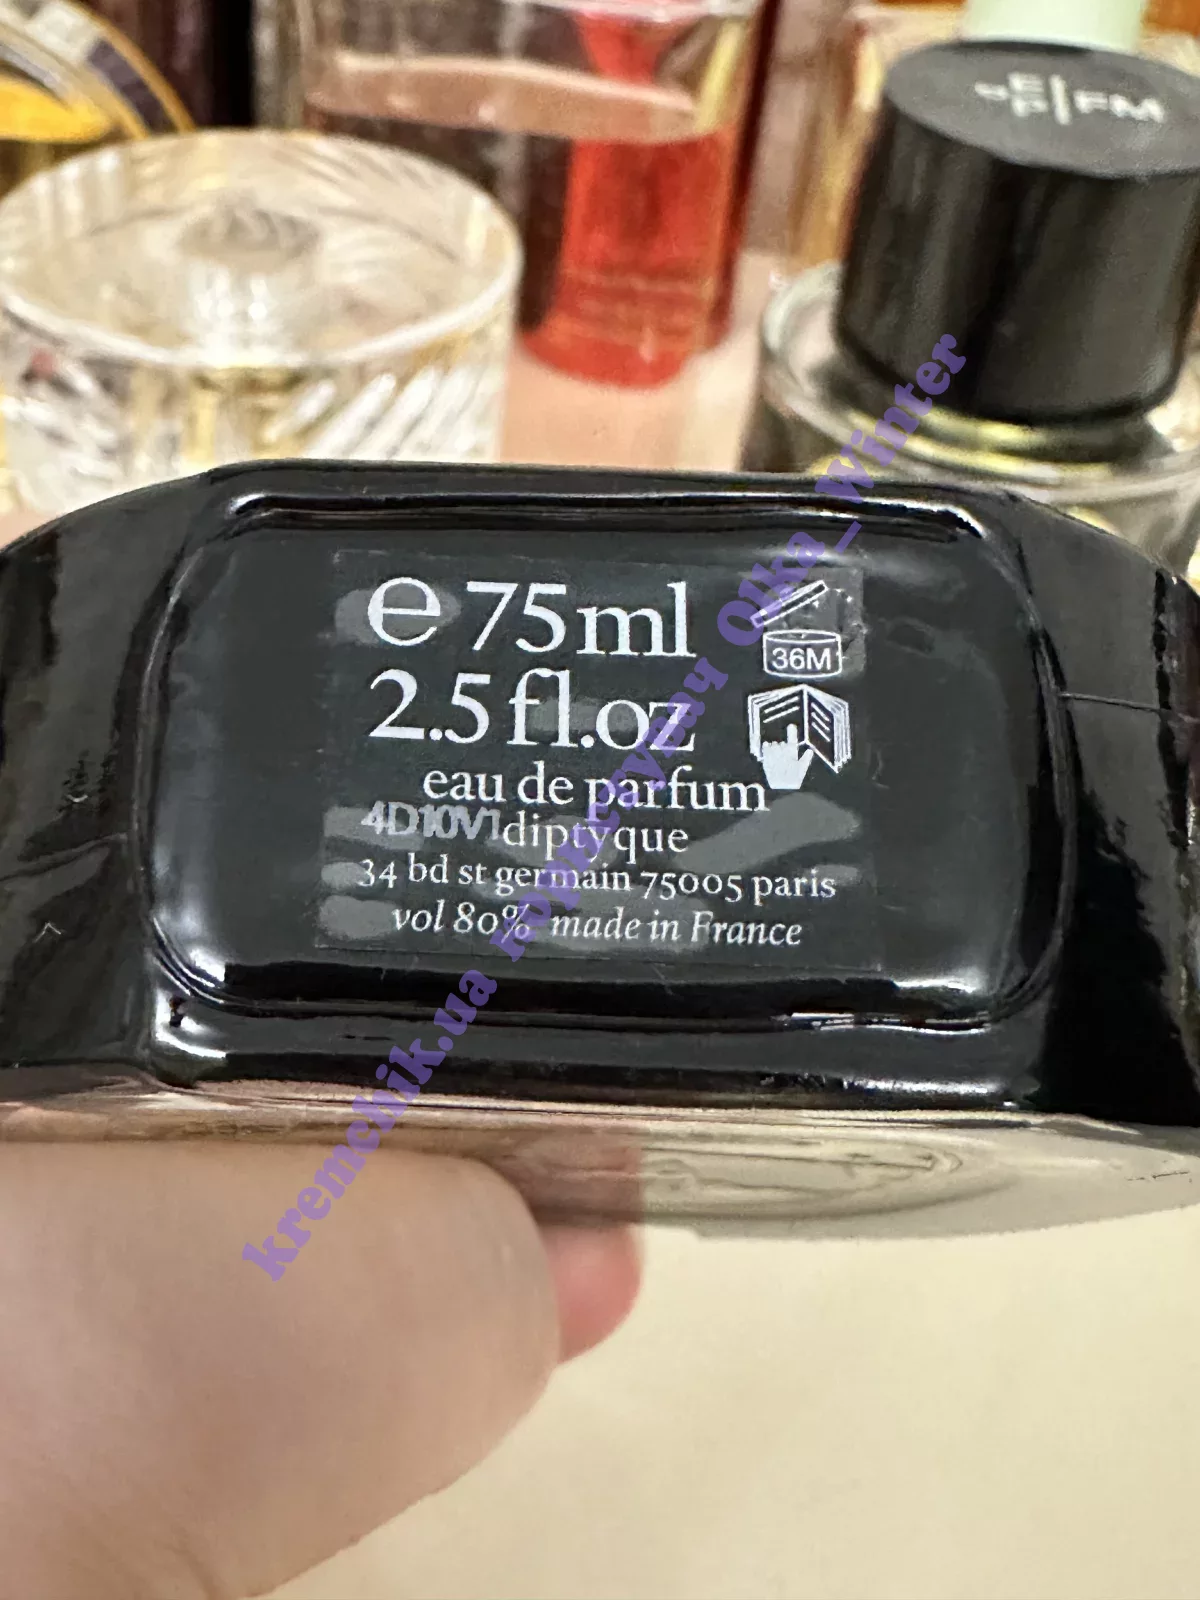 e 75ml
36M
2.5 fl.oz
eau de parfum
4D10V1 diptyque
34 bd st germain 75005 paris
vol 80% made in France
kremchik.ua користувач Olka_Winter